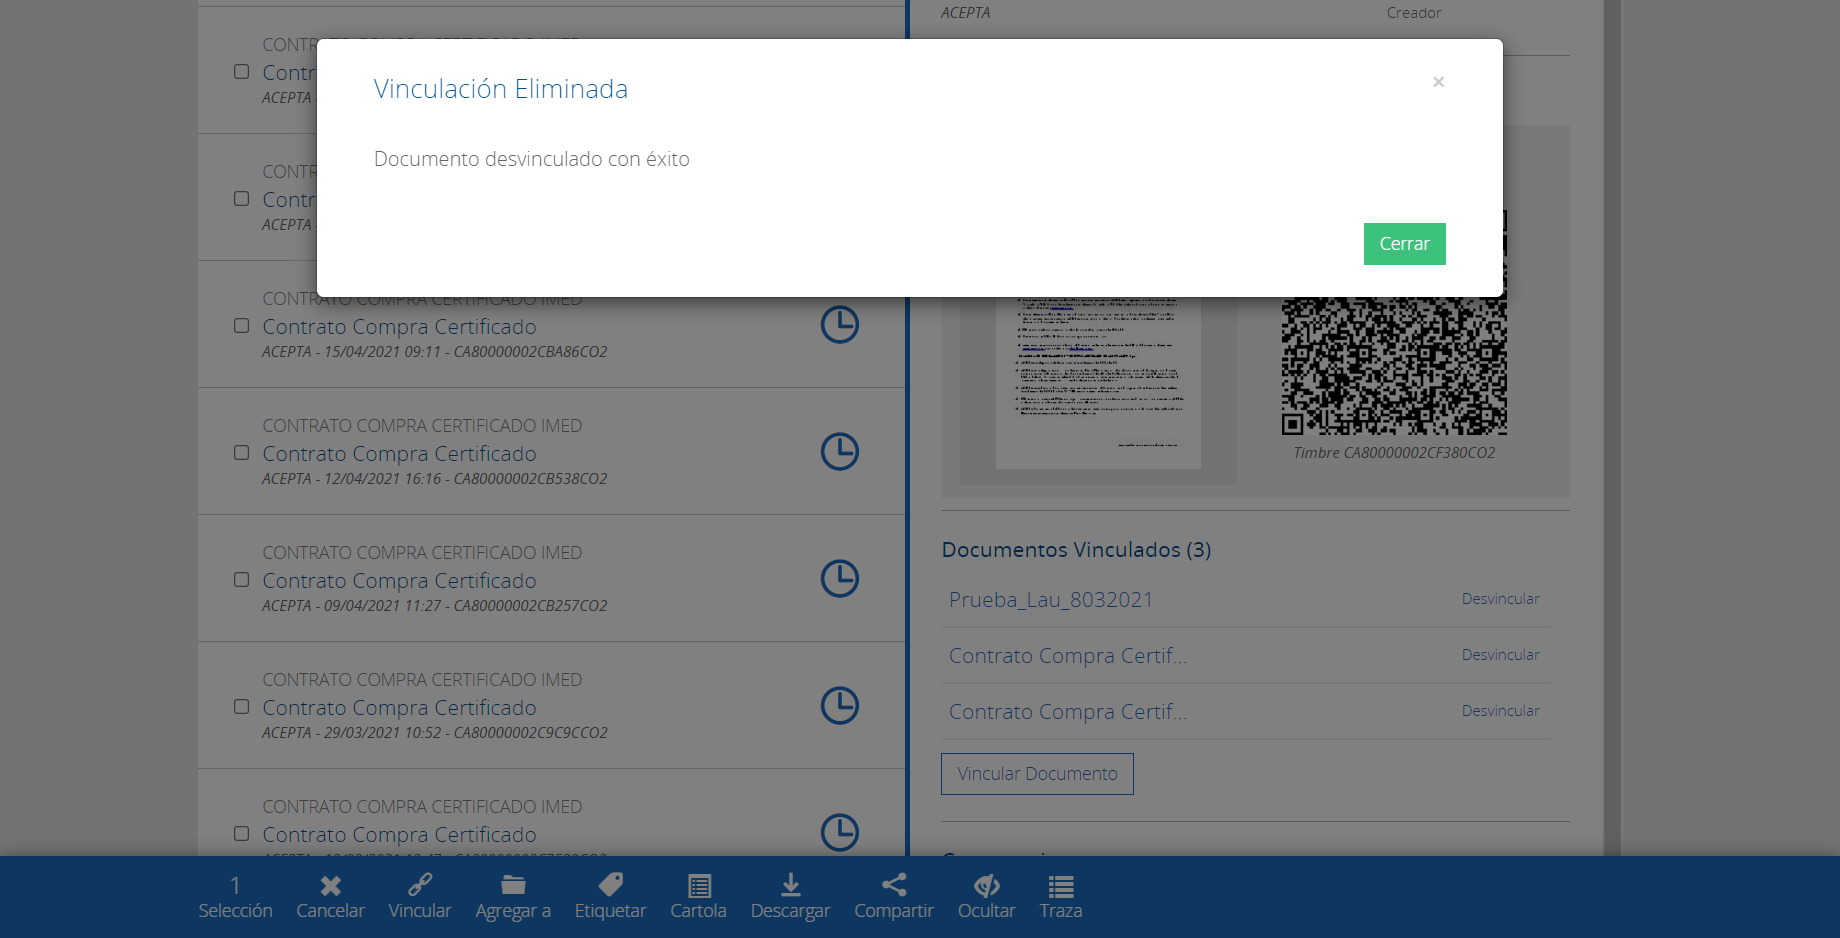 ACEPTA
Creador
Vinculación Eliminada
×
Documento desvinculado con éxito
Cerrar
Contr
ACEPTA -
CONTR
Contr
ACEPTA -
CONTRATO COMPRA CERTIFICADO IMED
Contrato Compra Certificado
ACEPTA - 15/04/2021 09:11 - CA80000002CBA86CO2
CONTRATO COMPRA CERTIFICADO IMED
Contrato Compra Certificado
ACEPTA - 12/04/2021 16:16 - CA80000002CB538CO2
CONTRATO COMPRA CERTIFICADO IMED
Contrato Compra Certificado
ACEPTA - 09/04/2021 11:27 - CA80000002CB257CO2
CONTRATO COMPRA CERTIFICADO IMED
Contrato Compra Certificado
ACEPTA - 29/03/2021 10:52 - CA80000002C9C9CCO2
CONTRATO COMPRA CERTIFICADO IMED
Contrato Compra Certificado
Timbre CA80000002CF380CO2
Documentos Vinculados (3)
Prueba_Lau_8032021 Desvincular
Contrato Compra Certif... Desvincular
Contrato Compra Certif... Desvincular
Vincular Documento
1
Selección Cancelar Vincular Agregar a Etiquetar Cartola Descargar Compartir Ocultar Traza